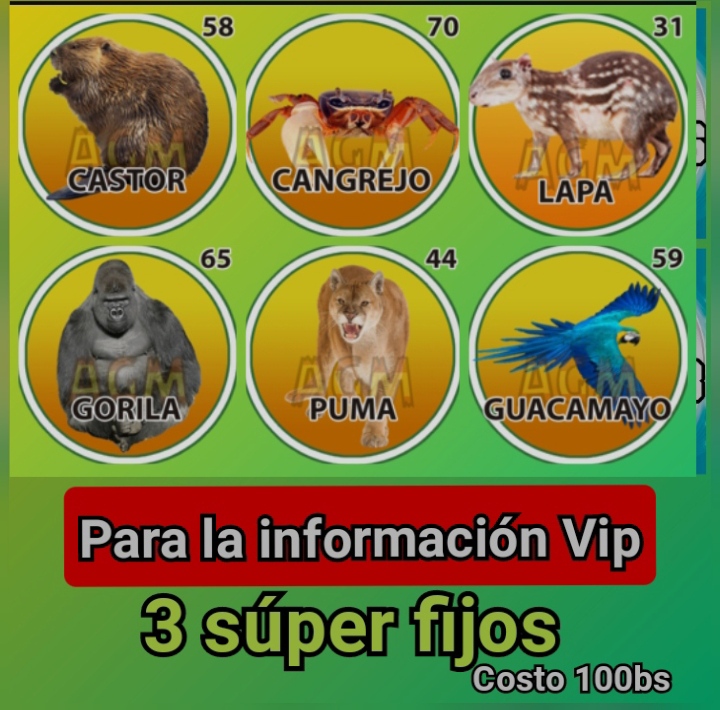 58
70
31
AGM
AGM
AGM
CASTOR
CANGREJO
LAPA
65
44
59
AGM
AGM
AGM
GORILA
PUMA
GUACAMAYO
Para la información Vip
3 súper fijos
Costo 100bs